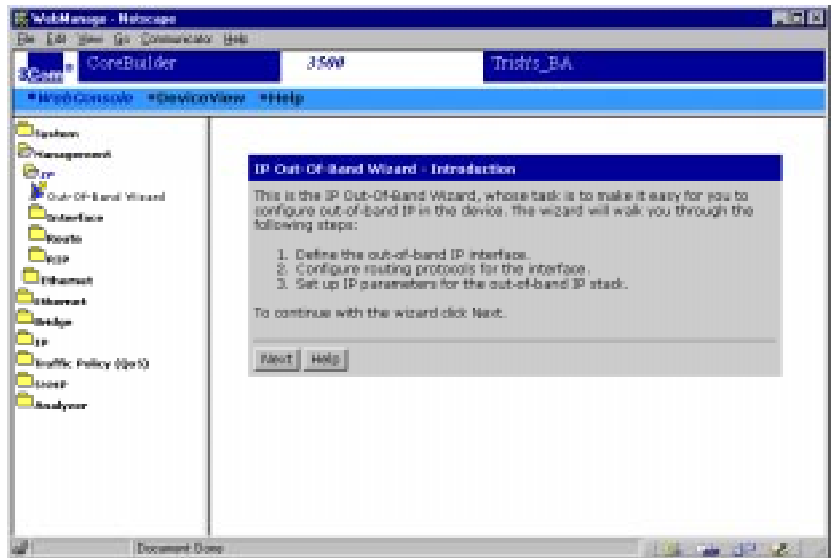 WebManage - Netscape
File Edit View Go Communicator Help
3Com® CoreBuilder 3500 Trish's_BA
WebConsole DeviceView Help
System
Management
IP
Out-Of-Band Wizard
Interface
Route
RIP
Ethernet
Ethernet
Bridge
IP
Traffic Policy (QoS)
SNMP
Analyzer
IP Out-Of-Band Wizard - Introduction
This is the IP Out-Of-Band Wizard, whose task is to make it easy for you to
configure out-of-band IP in the device. The wizard will walk you through the
following steps:
1. Define the out-of-band IP interface.
2. Configure routing protocols for the interface.
3. Set up IP parameters for the out-of-band IP stack.
To continue with the wizard click Next.
Next Help
Document: Done